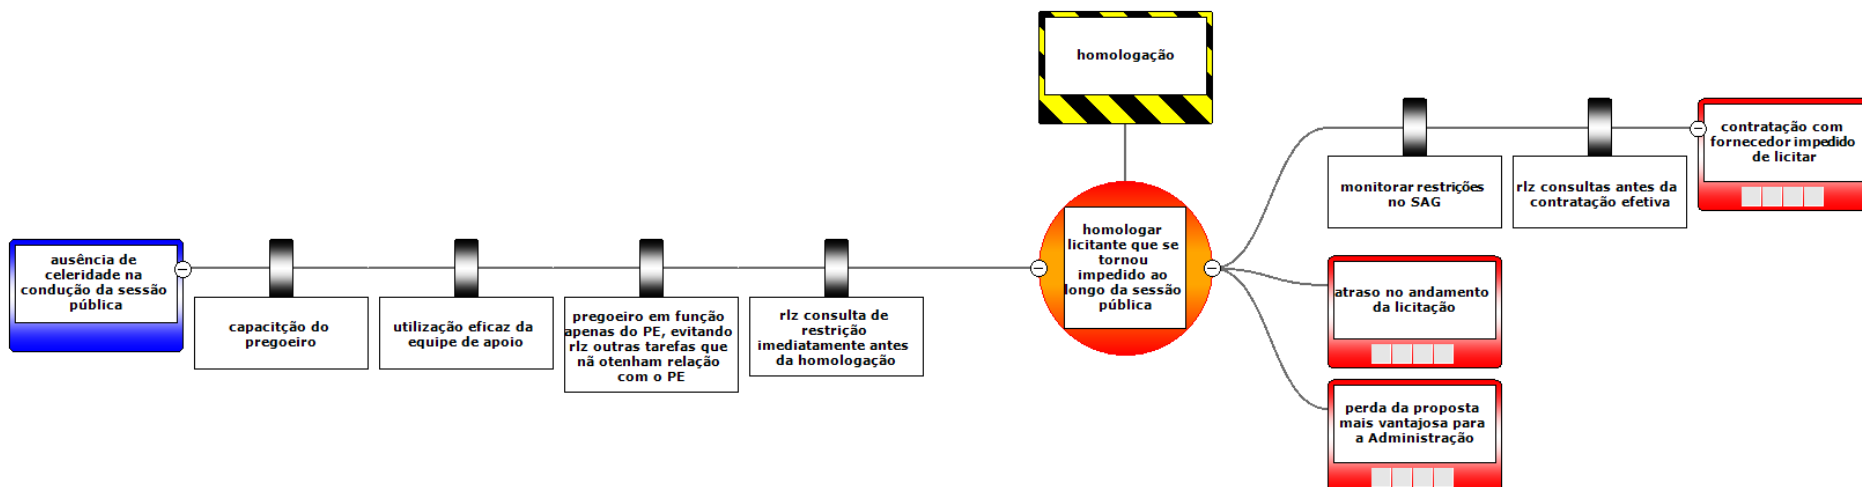 homologação
contratação com
fornecedor impedido
de licitar
monitorar restrições
no SAG
rlz consultas antes da
contratação efetiva
ausência de
celeridade na
condução da sessão
pública
capacitção do
pregoeiro
utilização eficaz da
equipe de apoio
pregoeiro em função
apenas do PE, evitando
rlz outras tarefas que
nã otenham relação
com o PE
rlz consulta de
restrição
imediatamente antes
da homologação
homologar
licitante que se
tornou
impedido ao
longo da sessão
pública
atraso no andamento
da licitação
perda da proposta
mais vantajosa para
a Administração